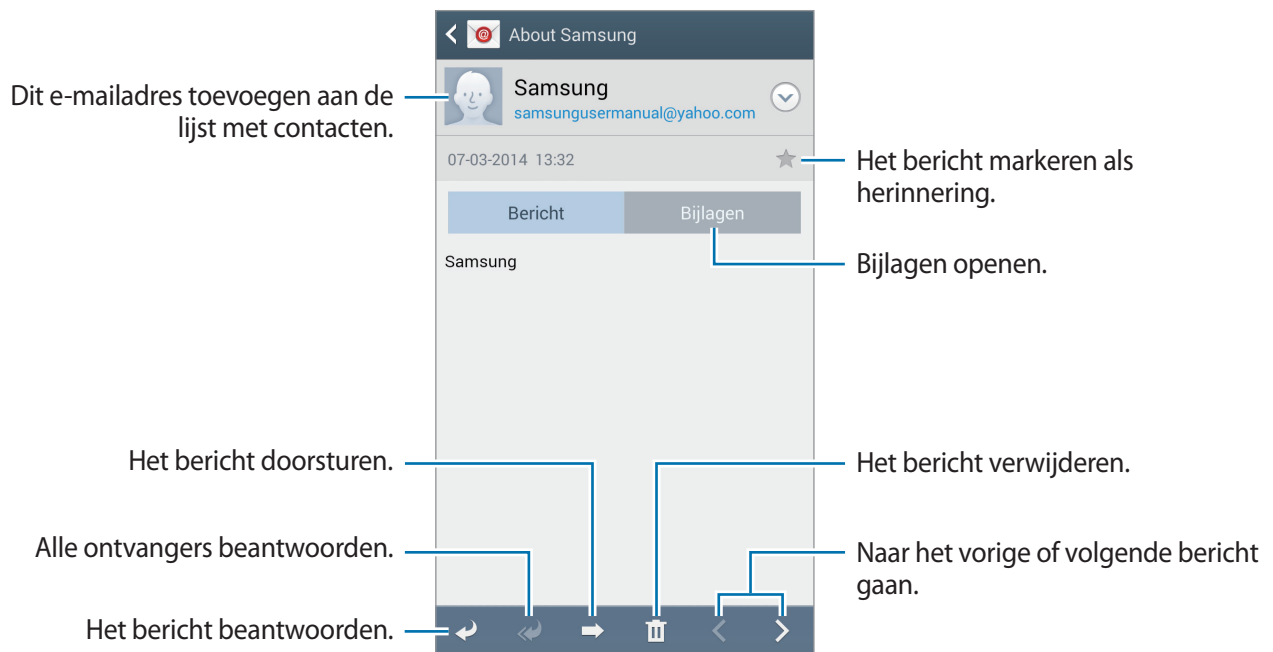 About Samsung
Dit e-mailadres toevoegen aan de
lijst met contacten.
Samsung
samsungusermanual@yahoo.com
07-03-2014 13:32
Het bericht markeren als
herinnering.
Bericht
Bijlagen
Samsung
Bijlagen openen.
Het bericht doorsturen.
Het bericht verwijderen.
Alle ontvangers beantwoorden.
Naar het vorige of volgende bericht
gaan.
Het bericht beantwoorden.